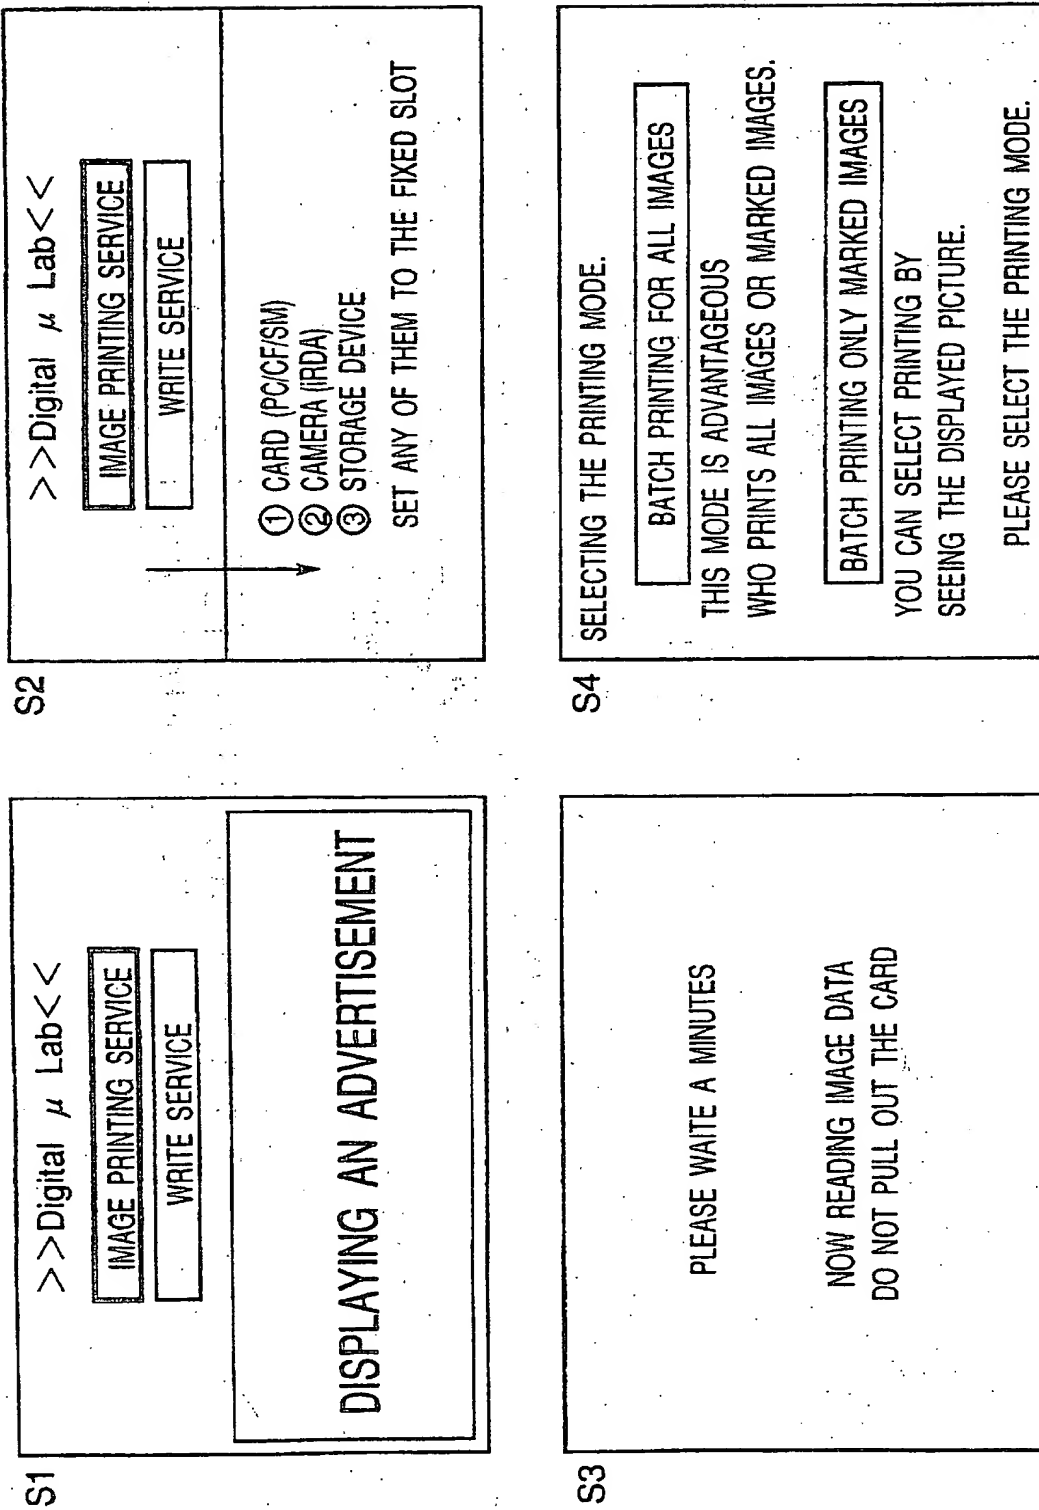 S1
>>Digital μ Lab<<
IMAGE PRINTING SERVICE
WRITE SERVICE
DISPLAYING AN ADVERTISEMENT
S2
>>Digital μ Lab<<
IMAGE PRINTING SERVICE
WRITE SERVICE
① CARD (PC/CF/SM)
② CAMERA (IRDA)
③ STORAGE DEVICE
SET ANY OF THEM TO THE FIXED SLOT
S3
PLEASE WAITE A MINUTES
NOW READING IMAGE DATA
DO NOT PULL OUT THE CARD
S4
SELECTING THE PRINTING MODE.
BATCH PRINTING FOR ALL IMAGES
THIS MODE IS ADVANTAGEOUS
WHO PRINTS ALL IMAGES OR MARKED IMAGES.
BATCH PRINTING ONLY MARKED IMAGES
YOU CAN SELECT PRINTING BY
SEEING THE DISPLAYED PICTURE.
PLEASE SELECT THE PRINTING MODE.